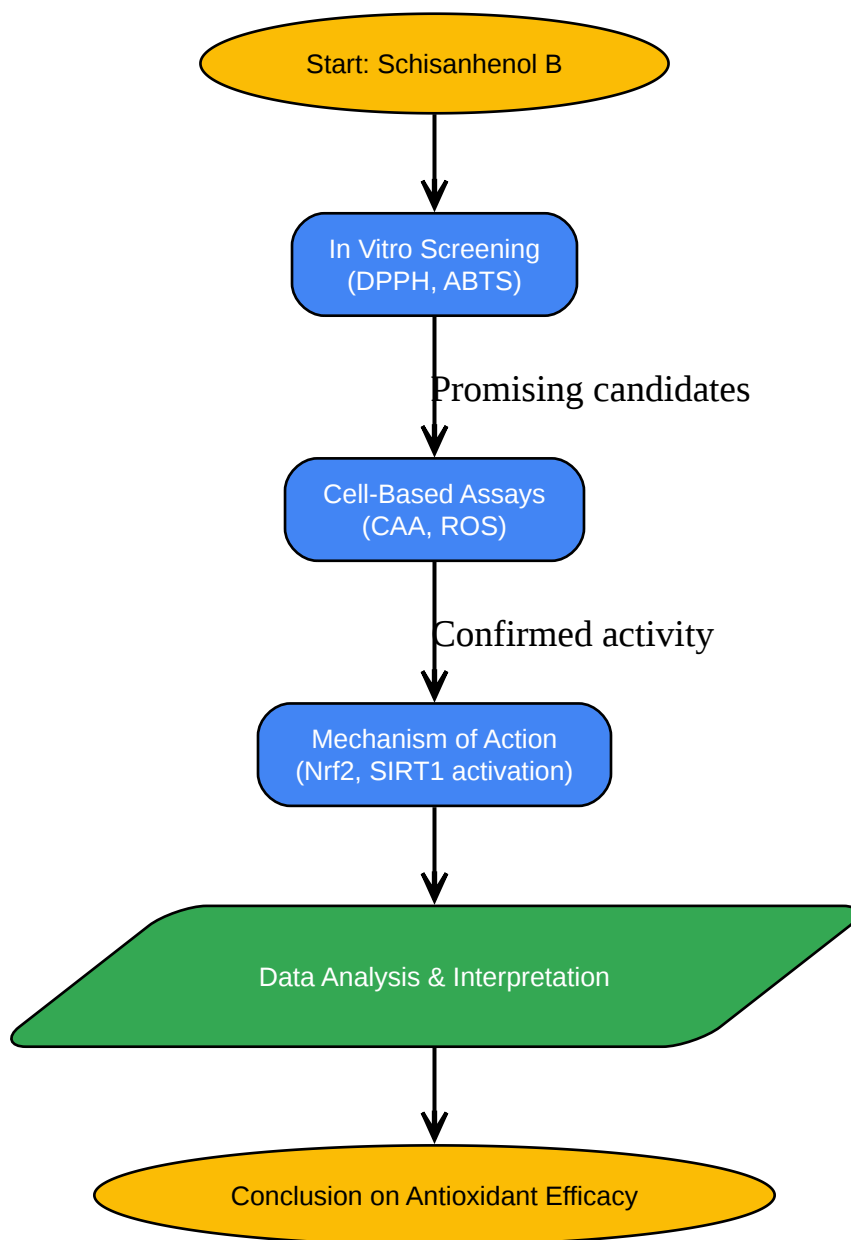 Start: Schisanhenol B
In Vitro Screening
(DPPH, ABTS)
Promising candidates
Cell-Based Assays
(CAA, ROS)
Confirmed activity
Mechanism of Action
(Nrf2, SIRT1 activation)
Data Analysis & Interpretation
Conclusion on Antioxidant Efficacy